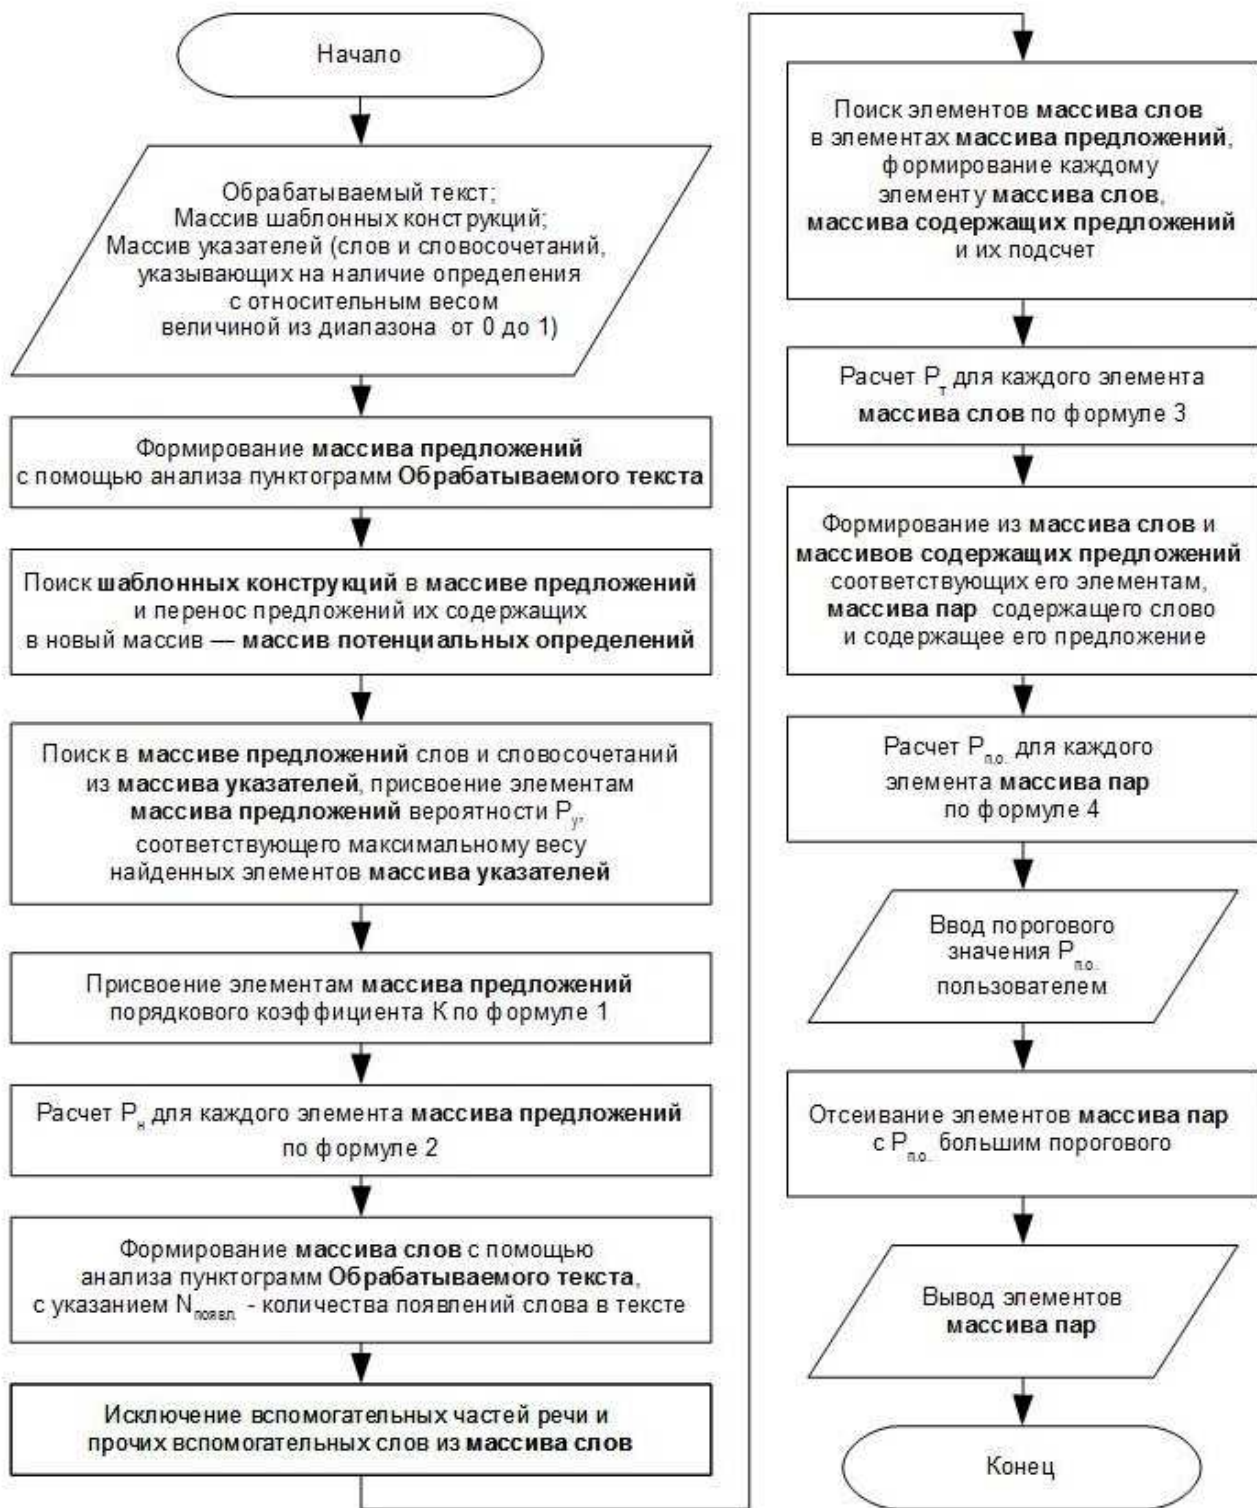 Начало
Обрабатываемый текст;
Массив шаблонных конструкций;
Массив указателей (слов и словосочетаний,
указывающих на наличие определения
с относительным весом
величиной из диапазона от 0 до 1)
Формирование массива предложений
с помощью анализа пунктограмм Обрабатываемого текста
Поиск шаблонных конструкций в массиве предложений
и перенос предложений их содержащих
в новый массив — массив потенциальных определений
Поиск в массиве предложений слов и словосочетаний
из массива указателей, присвоение элементам
массива предложений вероятности Pу,
соответствующего максимальному весу
найденных элементов массива указателей
Присвоение элементам массива предложений
порядкового коэффициента К по формуле 1
Расчет Pн для каждого элемента массива предложений
по формуле 2
Формирование массива слов с помощью
анализа пунктограмм Обрабатываемого текста,
с указанием Nпоявл. - количества появлений слова в тексте
Исключение вспомогательных частей речи и
прочих вспомогательных слов из массива слов
Поиск элементов массива слов
в элементах массива предложений,
формирование каждому
элементу массива слов,
массива содержащих предложений
и их подсчет
Расчет Pт для каждого элемента
массива слов по формуле 3
Формирование из массива слов и
массивов содержащих предложений
соответствующих его элементам,
массива пар содержащего слово
и содержащее его предложение
Расчет Pп.о. для каждого
элемента массива пар
по формуле 4
Ввод порогового
значения Pп.о.
пользователем
Отсеивание элементов массива пар
с Pп.о. большим порогового
Вывод элементов
массива пар
Конец